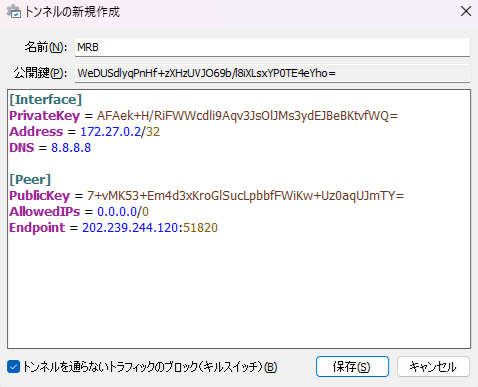 トンネルの新規作成
名前(N): MRB
公開鍵(P): WeDUSdlyqPnHf+zXHzUVJO69b/l8iXLsxYP0TE4eYho=
[Interface]
PrivateKey = AFAek+H/RiFWWcdli9Aqv3JsOlJMs3ydEJBeBKtvfWQ=
Address = 172.27.0.2/32
DNS = 8.8.8.8
[Peer]
PublicKey = 7+vMK53+Em4d3xKroGlSucLpbbfFWiKw+Uz0aqUJmTY=
AllowedIPs = 0.0.0.0/0
Endpoint = 202.239.244.120:51820
トンネルを通らないトラフィックのブロック(キルスイッチ)(B)
保存(S)
キャンセル